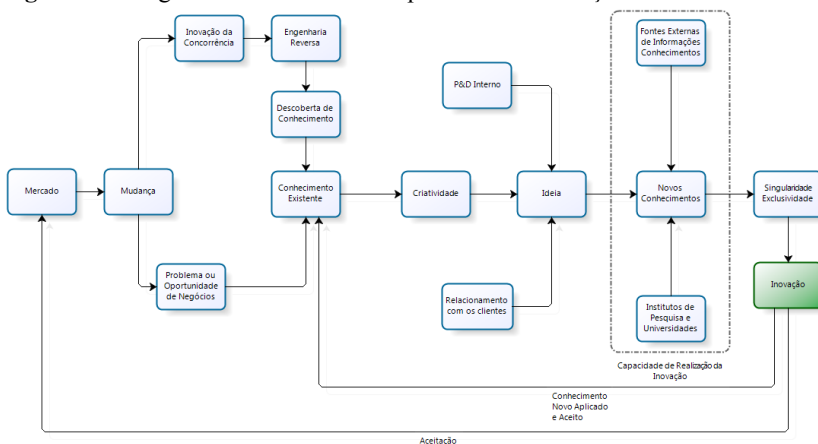 Inovação da
Concorrência
Engenharia
Reversa
Fontes Externas
de Informações
Conhecimentos
P&D Interno
Descoberta de
Conhecimento
Mercado
Mudança
Conhecimento
Existente
Criatividade
Ideia
Novos
Conhecimentos
Singularidade
Exclusividade
Problema ou
Oportunidade
de Negócios
Relacionamento
com os clientes
Institutos de
Pesquisa e
Universidades
Inovação
Capacidade de Realização da
Inovação
Conhecimento
Novo Aplicado
e Aceito
Aceitação